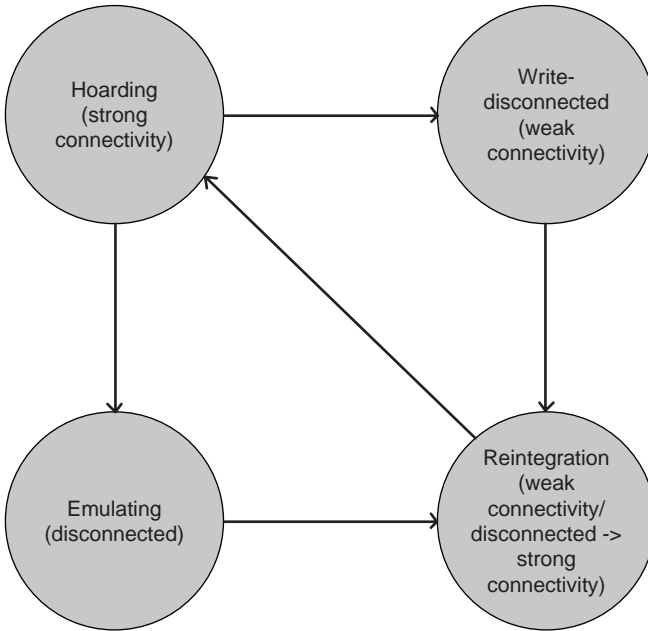 Hoarding
(strong
connectivity)
Write-
disconnected
(weak
connectivity)
Emulating
(disconnected)
Reintegration
(weak
connectivity/
disconnected ->
strong
connectivity)